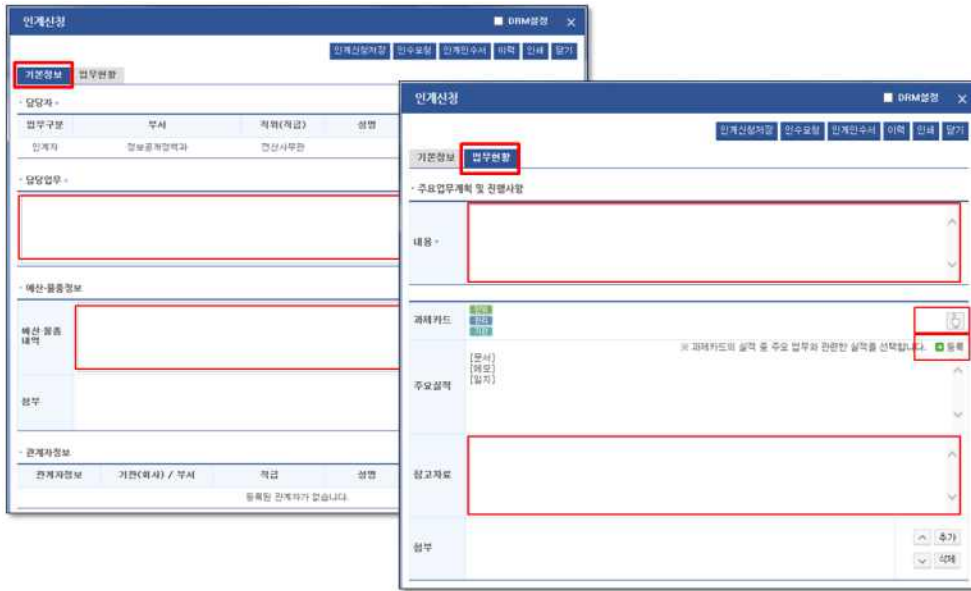 인계신청
DRM설정
인계신청저장 인수요청 인계인수서 이력 인쇄 닫기
기본정보 업무현황
· 담당자 *
업무구분 부서 직위(직급) 성명
인계자 정보공개정책과 전산사무관
· 담당업무 *
· 예산·물품정보
예산·물품
내역
첨부
· 관계자정보
관계자정보 기관(회사) / 부서 직급 성명
등록된 관계자가 없습니다.
인계신청
DRM설정
인계신청저장 인수요청 인계인수서 이력 인쇄 닫기
기본정보 업무현황
· 주요업무계획 및 진행사항
내용 *
과제카드
단위
관리
기관
※ 과제카드의 실적 중 주요 업무와 관련한 실적을 선택합니다. 등록
주요실적
[문서]
[메모]
[일지]
참고자료
첨부
추가
삭제